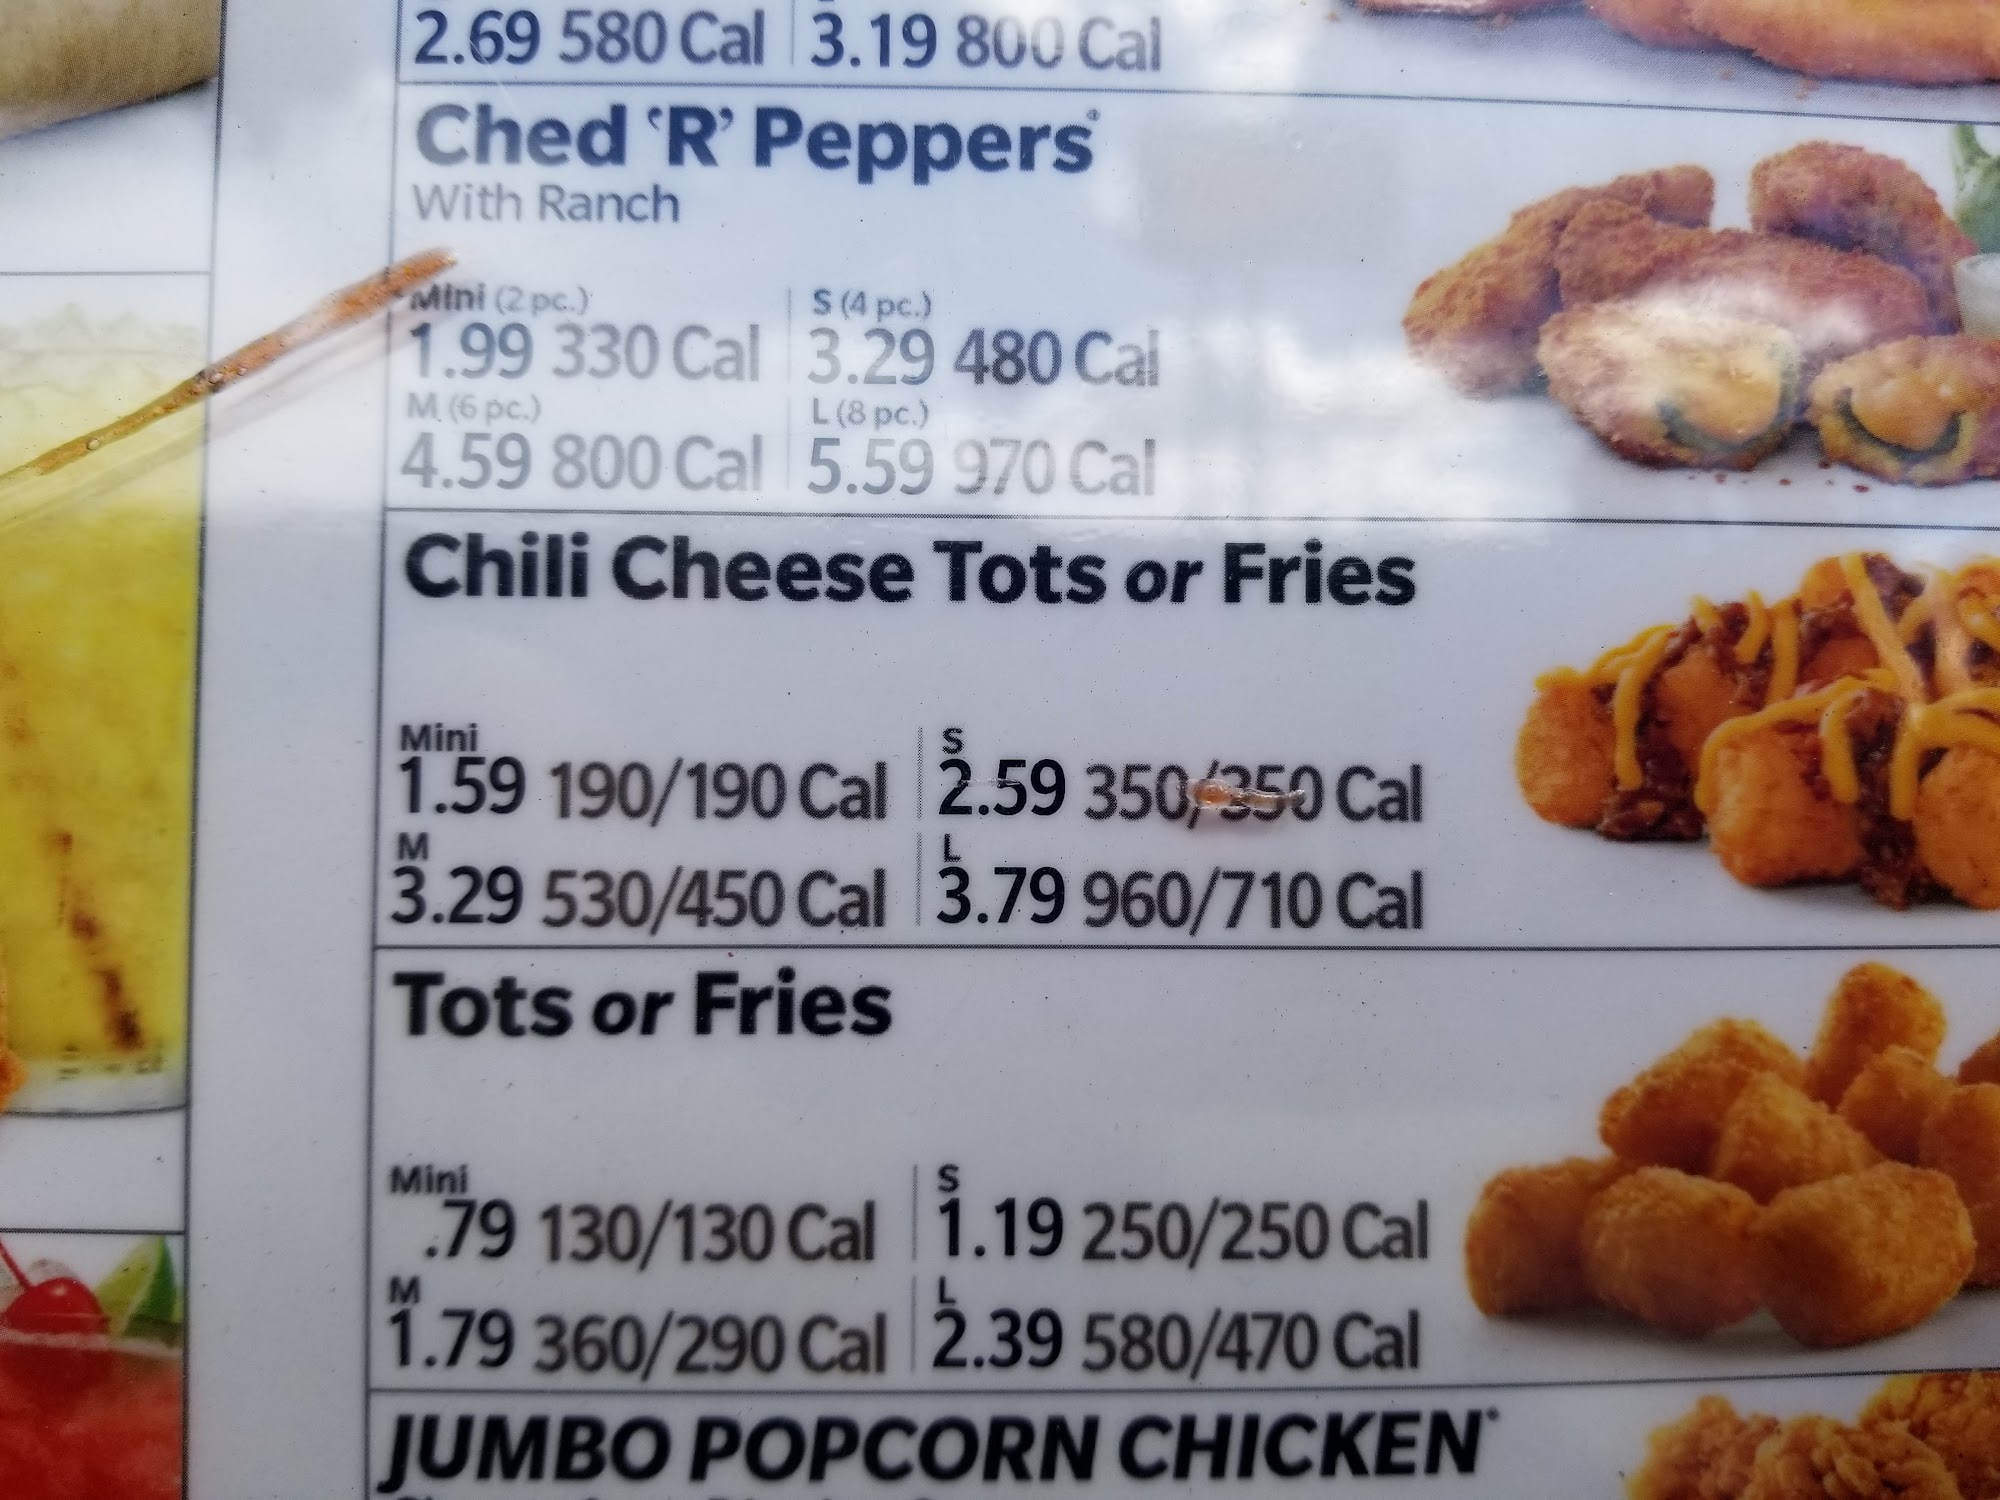 2.69 580 Cal 3.19 800 Cal
Ched 'R' Peppers®
With Ranch
Mini (2 pc.) S (4 pc.)
1.99 330 Cal 3.29 480 Cal
M (6 pc.) L (8 pc.)
4.59 800 Cal 5.59 970 Cal
Chili Cheese Tots or Fries
Mini S
1.59 190/190 Cal 2.59 350/350 Cal
M L
3.29 530/450 Cal 3.79 960/710 Cal
Tots or Fries
Mini S
.79 130/130 Cal 1.19 250/250 Cal
M L
1.79 360/290 Cal 2.39 580/470 Cal
JUMBO POPCORN CHICKEN®